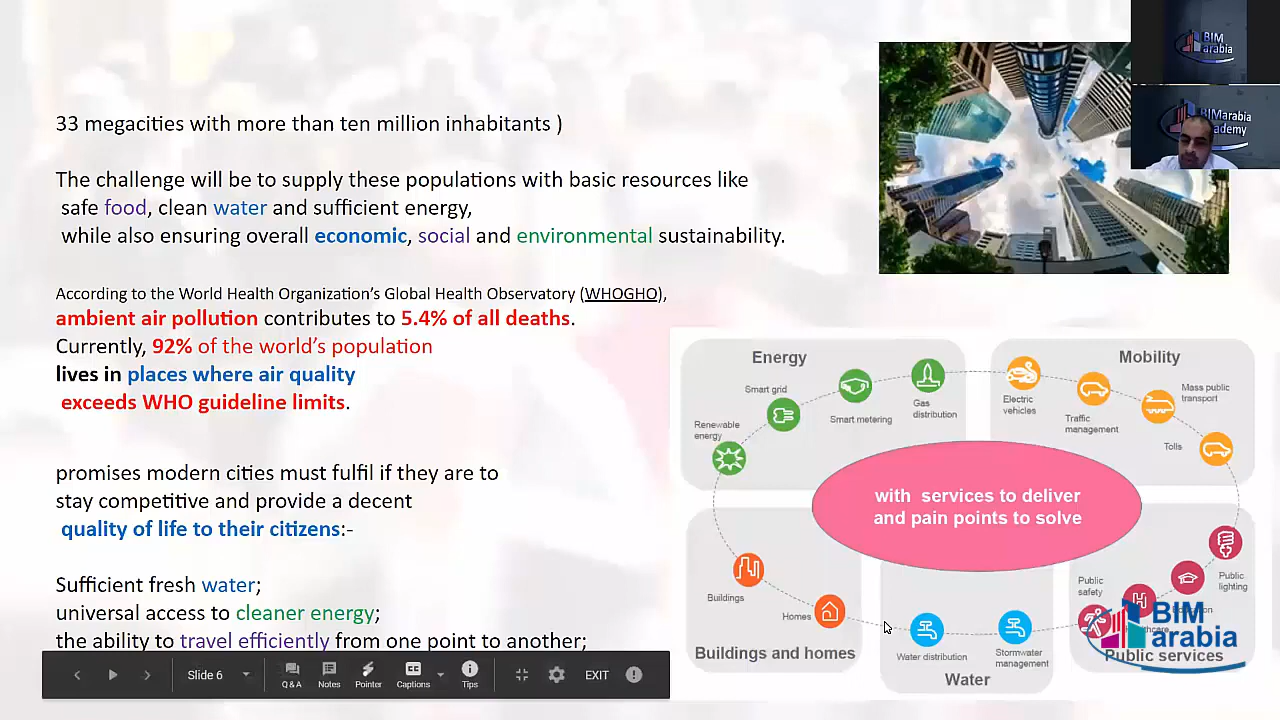 33 megacities with more than ten million inhabitants )
The challenge will be to supply these populations with basic resources like
safe food, clean water and sufficient energy,
while also ensuring overall economic, social and environmental sustainability.
According to the World Health Organization's Global Health Observatory (WHOGHO),
ambient air pollution contributes to 5.4% of all deaths.
Currently, 92% of the world's population
lives in places where air quality
exceeds WHO guideline limits.
promises modern cities must fulfil if they are to
stay competitive and provide a decent
quality of life to their citizens:-
Sufficient fresh water;
universal access to cleaner energy;
the ability to travel efficiently from one point to another;
Slide 6
Q & A
Notes
Pointer
Captions
Tips
EXIT
BIM
arabia
BIMarabia
Energy
Smart grid
Renewable
energy
Smart metering
Gas
distribution
Mobility
Electric
vehicles
Traffic
management
Mass public
transport
Tolls
with services to deliver
and pain points to solve
Buildings
Homes
Buildings and homes
Water distribution
Stormwater
management
Water
Public
safety
Public
lighting
Public services
BIM
arabia